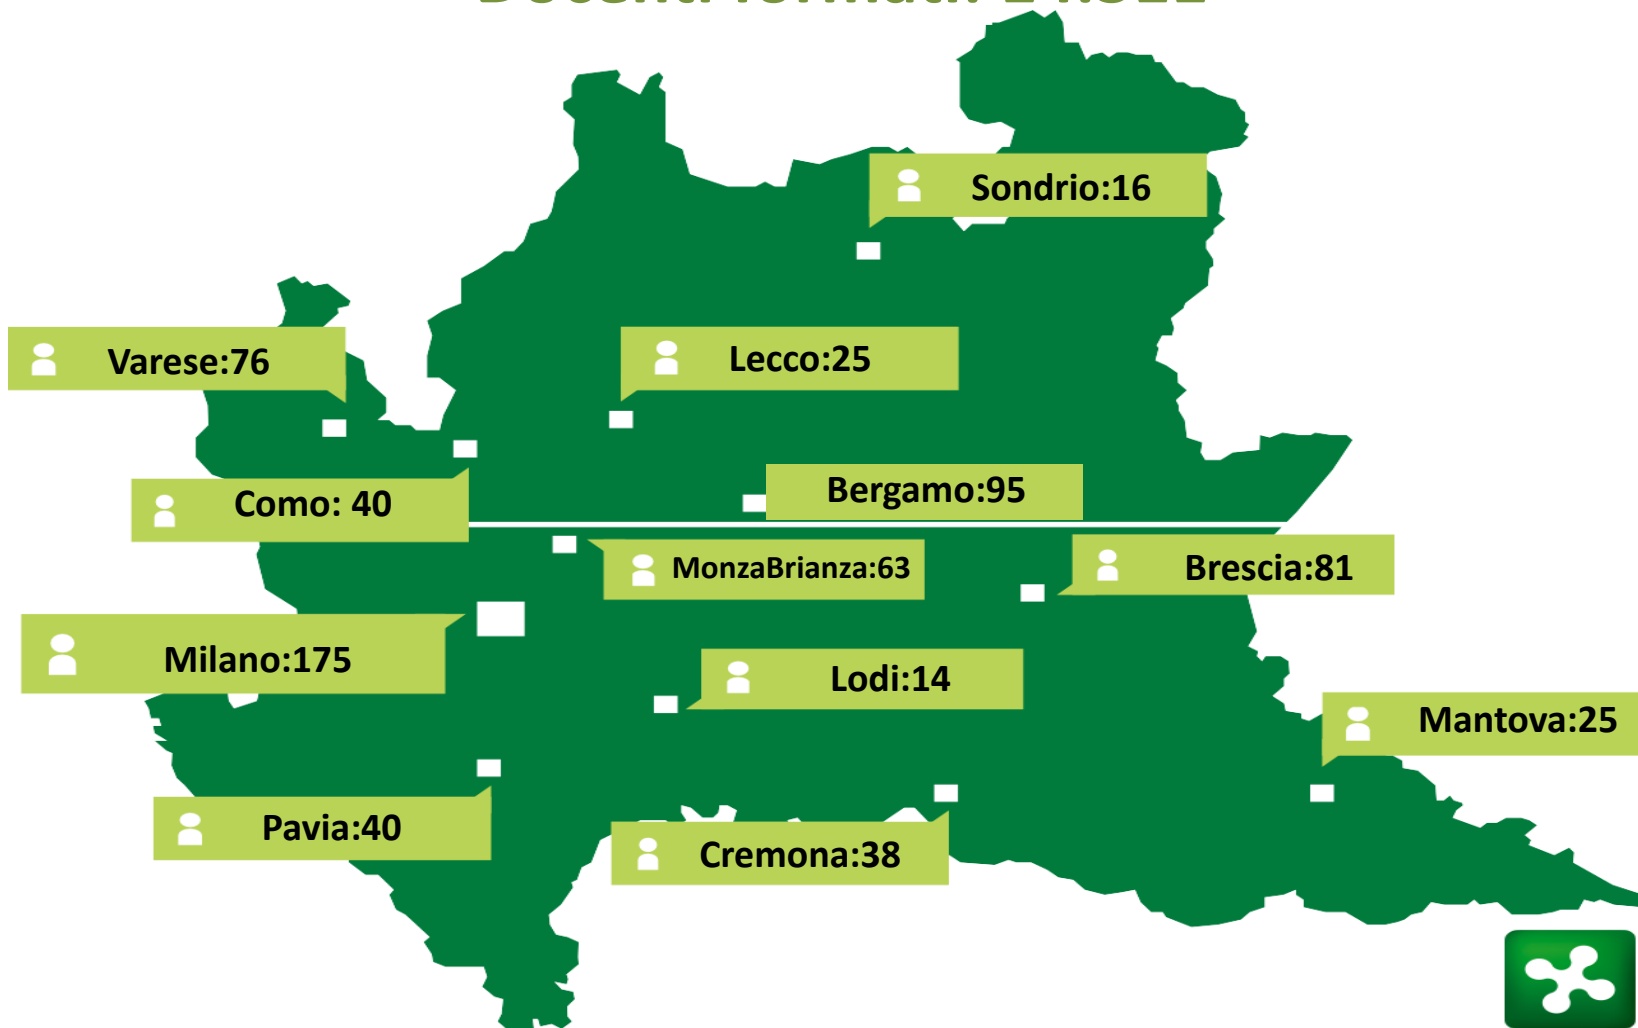 Sondrio:16
Varese:76
Lecco:25
Como: 40
Bergamo:95
MonzaBrianza:63
Brescia:81
Milano:175
Lodi:14
Mantova:25
Pavia:40
Cremona:38